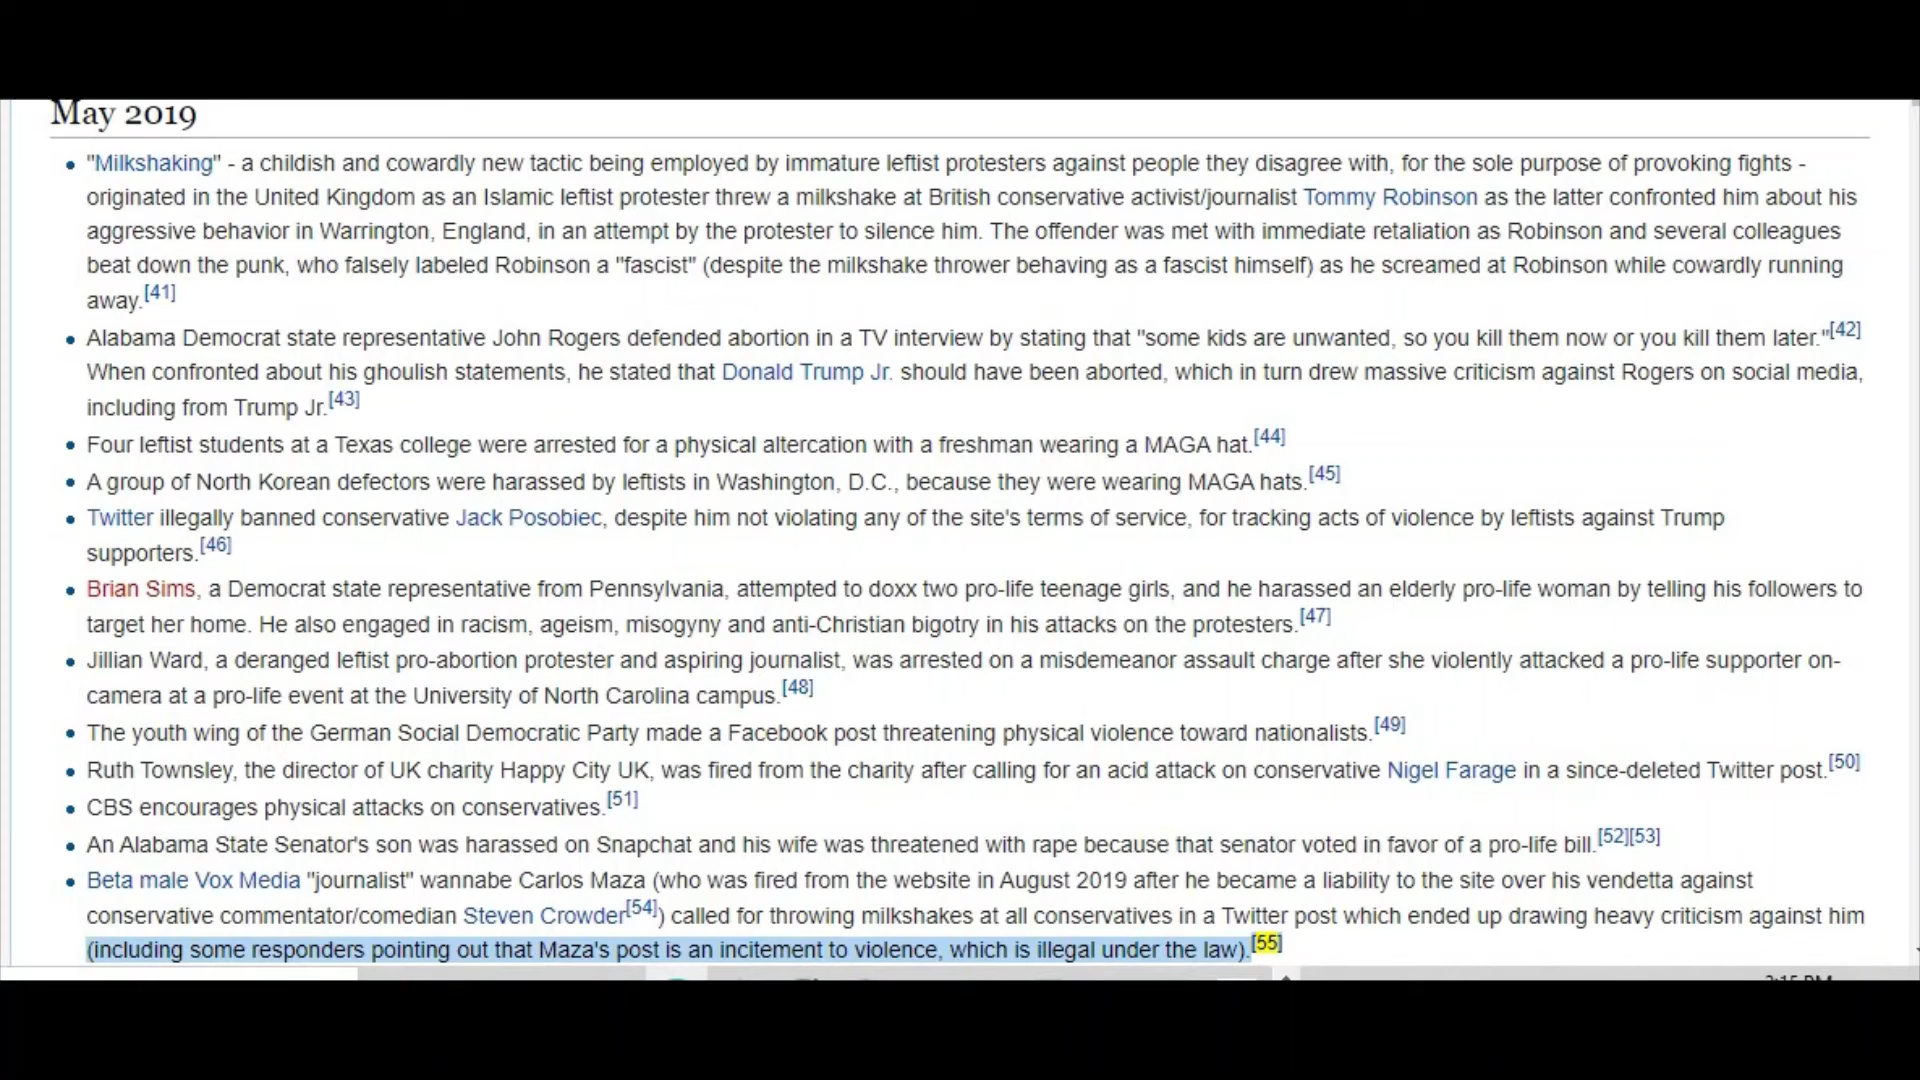 May 2019
"Milkshaking" - a childish and cowardly new tactic being employed by immature leftist protesters against people they disagree with, for the sole purpose of provoking fights -
originated in the United Kingdom as an Islamic leftist protester threw a milkshake at British conservative activist/journalist Tommy Robinson as the latter confronted him about his
aggressive behavior in Warrington, England, in an attempt by the protester to silence him. The offender was met with immediate retaliation as Robinson and several colleagues
beat down the punk, who falsely labeled Robinson a "fascist" (despite the milkshake thrower behaving as a fascist himself) as he screamed at Robinson while cowardly running
away.[41]
Alabama Democrat state representative John Rogers defended abortion in a TV interview by stating that "some kids are unwanted, so you kill them now or you kill them later."[42]
When confronted about his ghoulish statements, he stated that Donald Trump Jr. should have been aborted, which in turn drew massive criticism against Rogers on social media,
including from Trump Jr.[43]
Four leftist students at a Texas college were arrested for a physical altercation with a freshman wearing a MAGA hat.[44]
A group of North Korean defectors were harassed by leftists in Washington, D.C., because they were wearing MAGA hats.[45]
Twitter illegally banned conservative Jack Posobiec, despite him not violating any of the site's terms of service, for tracking acts of violence by leftists against Trump
supporters.[46]
Brian Sims, a Democrat state representative from Pennsylvania, attempted to doxx two pro-life teenage girls, and he harassed an elderly pro-life woman by telling his followers to
target her home. He also engaged in racism, ageism, misogyny and anti-Christian bigotry in his attacks on the protesters.[47]
Jillian Ward, a deranged leftist pro-abortion protester and aspiring journalist, was arrested on a misdemeanor assault charge after she violently attacked a pro-life supporter on-
camera at a pro-life event at the University of North Carolina campus.[48]
The youth wing of the German Social Democratic Party made a Facebook post threatening physical violence toward nationalists.[49]
Ruth Townsley, the director of UK charity Happy City UK, was fired from the charity after calling for an acid attack on conservative Nigel Farage in a since-deleted Twitter post.[50]
CBS encourages physical attacks on conservatives.[51]
An Alabama State Senator's son was harassed on Snapchat and his wife was threatened with rape because that senator voted in favor of a pro-life bill.[52][53]
Beta male Vox Media "journalist" wannabe Carlos Maza (who was fired from the website in August 2019 after he became a liability to the site over his vendetta against
conservative commentator/comedian Steven Crowder[54]) called for throwing milkshakes at all conservatives in a Twitter post which ended up drawing heavy criticism against him
(including some responders pointing out that Maza's post is an incitement to violence, which is illegal under the law).[55]